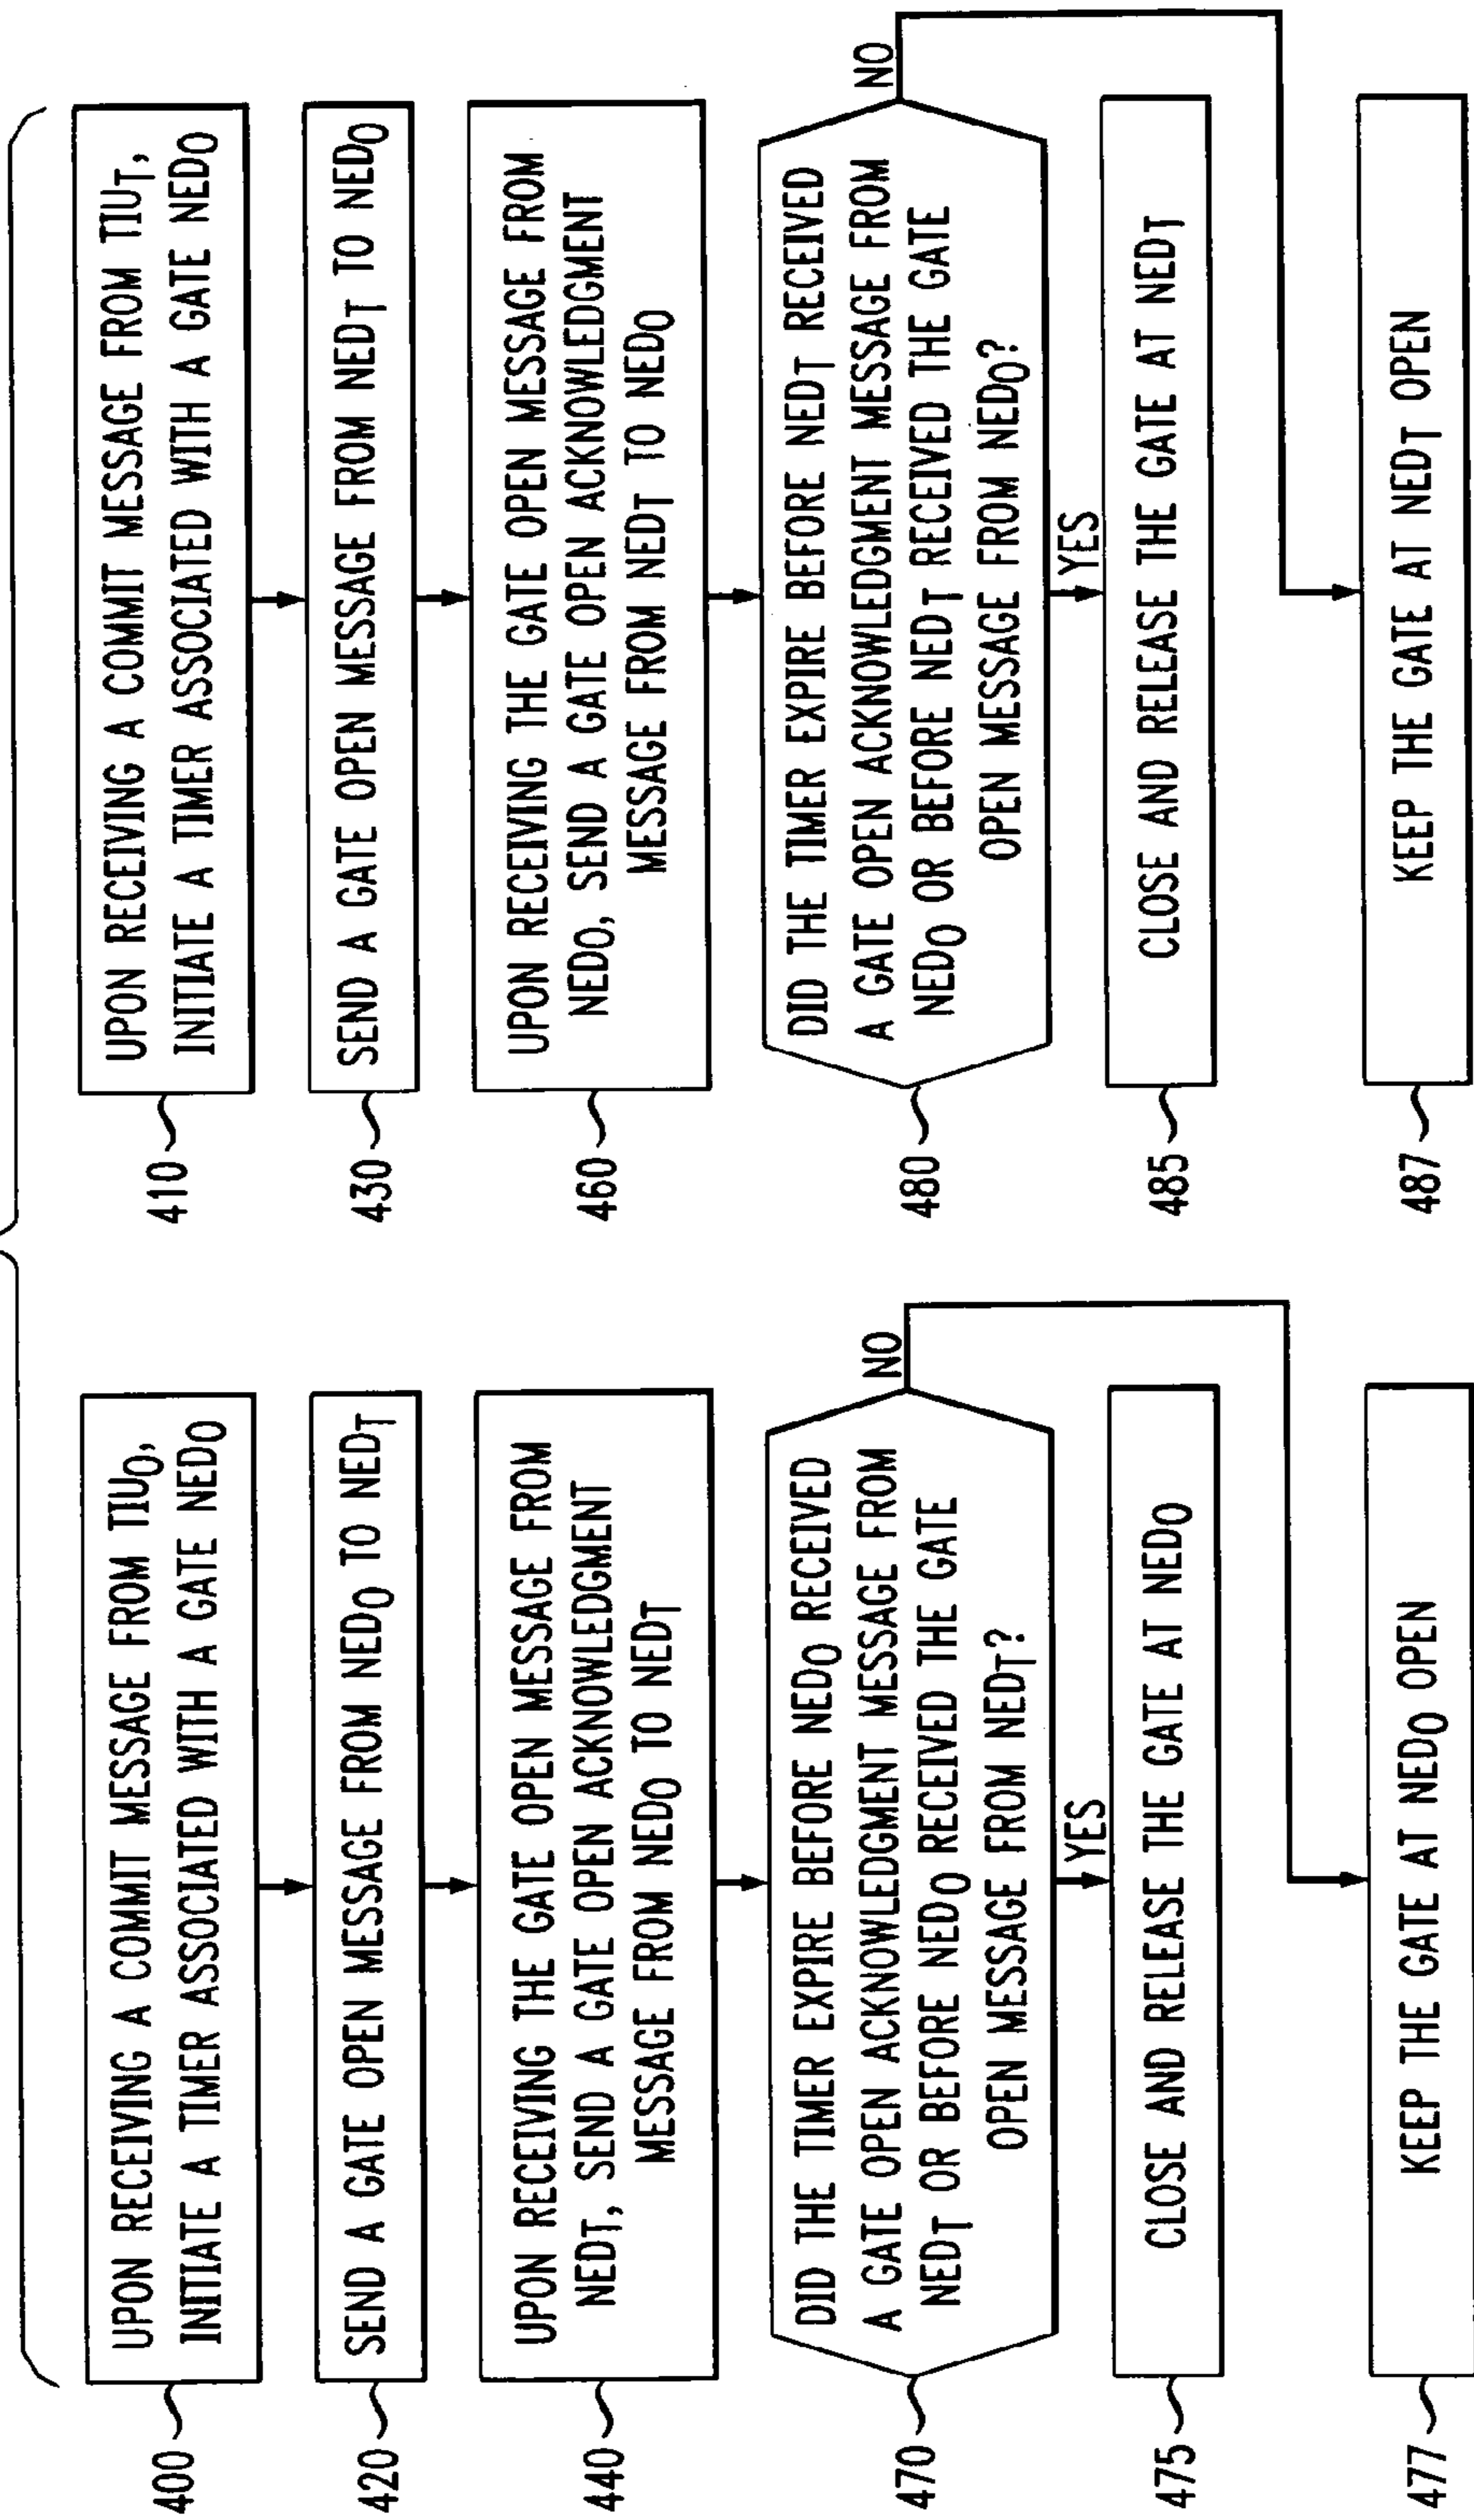 400
UPON RECEIVING A COMMIT MESSAGE FROM TIUO,
INITIATE A TIMER ASSOCIATED WITH A GATE NEDO
420
SEND A GATE OPEN MESSAGE FROM NEDO TO NEDT
440
UPON RECEIVING THE GATE OPEN MESSAGE FROM
NEDT, SEND A GATE OPEN ACKNOWLEDGMENT
MESSAGE FROM NEDO TO NEDT
470
DID THE TIMER EXPIRE BEFORE NEDO RECEIVED
A GATE OPEN ACKNOWLEDGMENT MESSAGE FROM
NEDT OR BEFORE NEDO RECEIVED THE GATE
OPEN MESSAGE FROM NEDT?
NO
YES
475
CLOSE AND RELEASE THE GATE AT NEDO
477
KEEP THE GATE AT NEDO OPEN
410
UPON RECEIVING A COMMIT MESSAGE FROM TIUT,
INITIATE A TIMER ASSOCIATED WITH A GATE NEDO
430
SEND A GATE OPEN MESSAGE FROM NEDT TO NEDO
460
UPON RECEIVING THE GATE OPEN MESSAGE FROM
NEDO, SEND A GATE OPEN ACKNOWLEDGMENT
MESSAGE FROM NEDT TO NEDO
480
DID THE TIMER EXPIRE BEFORE NEDT RECEIVED
A GATE OPEN ACKNOWLEDGMENT MESSAGE FROM
NEDO OR BEFORE NEDT RECEIVED THE GATE
OPEN MESSAGE FROM NEDO?
NO
YES
485
CLOSE AND RELEASE THE GATE AT NEDT
487
KEEP THE GATE AT NEDT OPEN